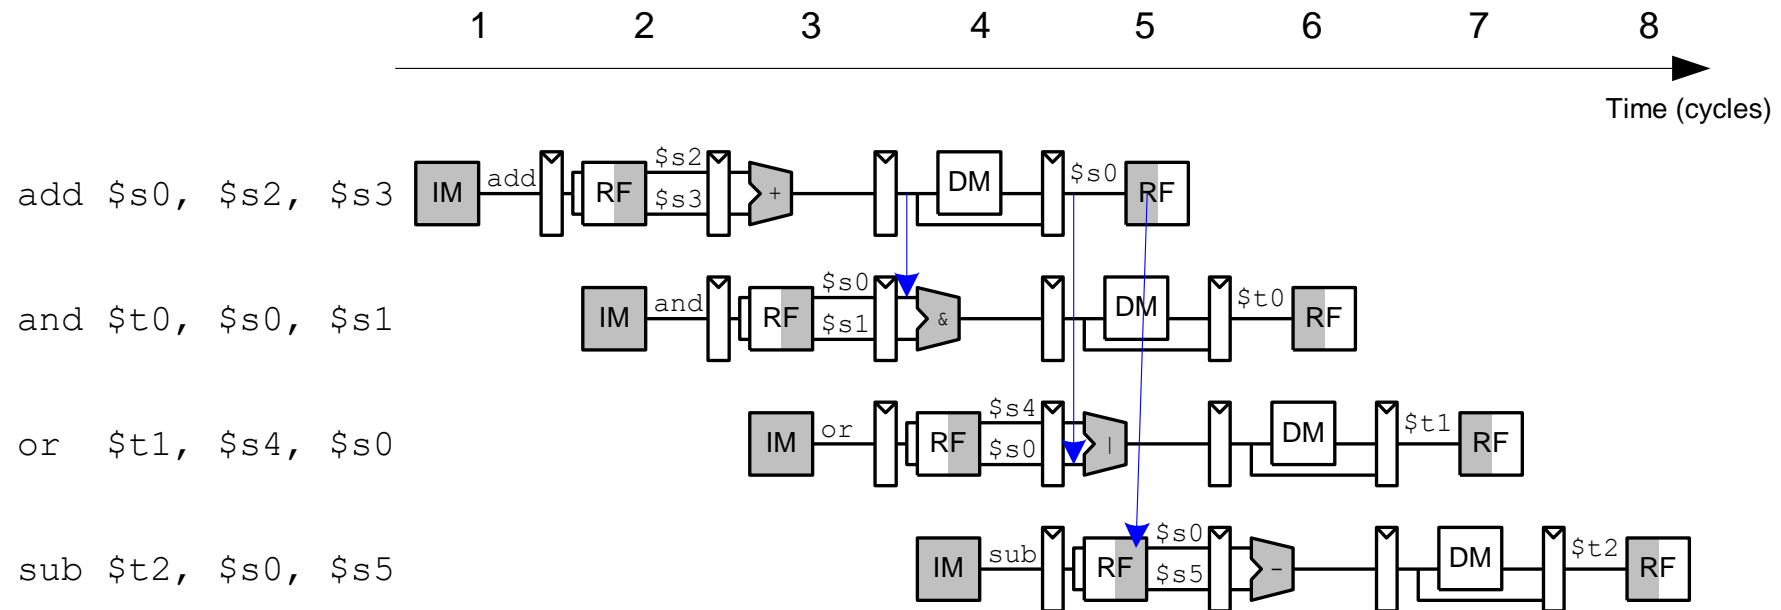 1 2 3 4 5 6 7 8
Time (cycles)
add $s0, $s2, $s3 IM add RF $s2 $s3 + DM $s0 RF
and $t0, $s0, $s1 IM and RF $s0 $s1 & DM $t0 RF
or $t1, $s4, $s0 IM or RF $s4 $s0 | DM $t1 RF
sub $t2, $s0, $s5 IM sub RF $s0 $s5 - DM $t2 RF